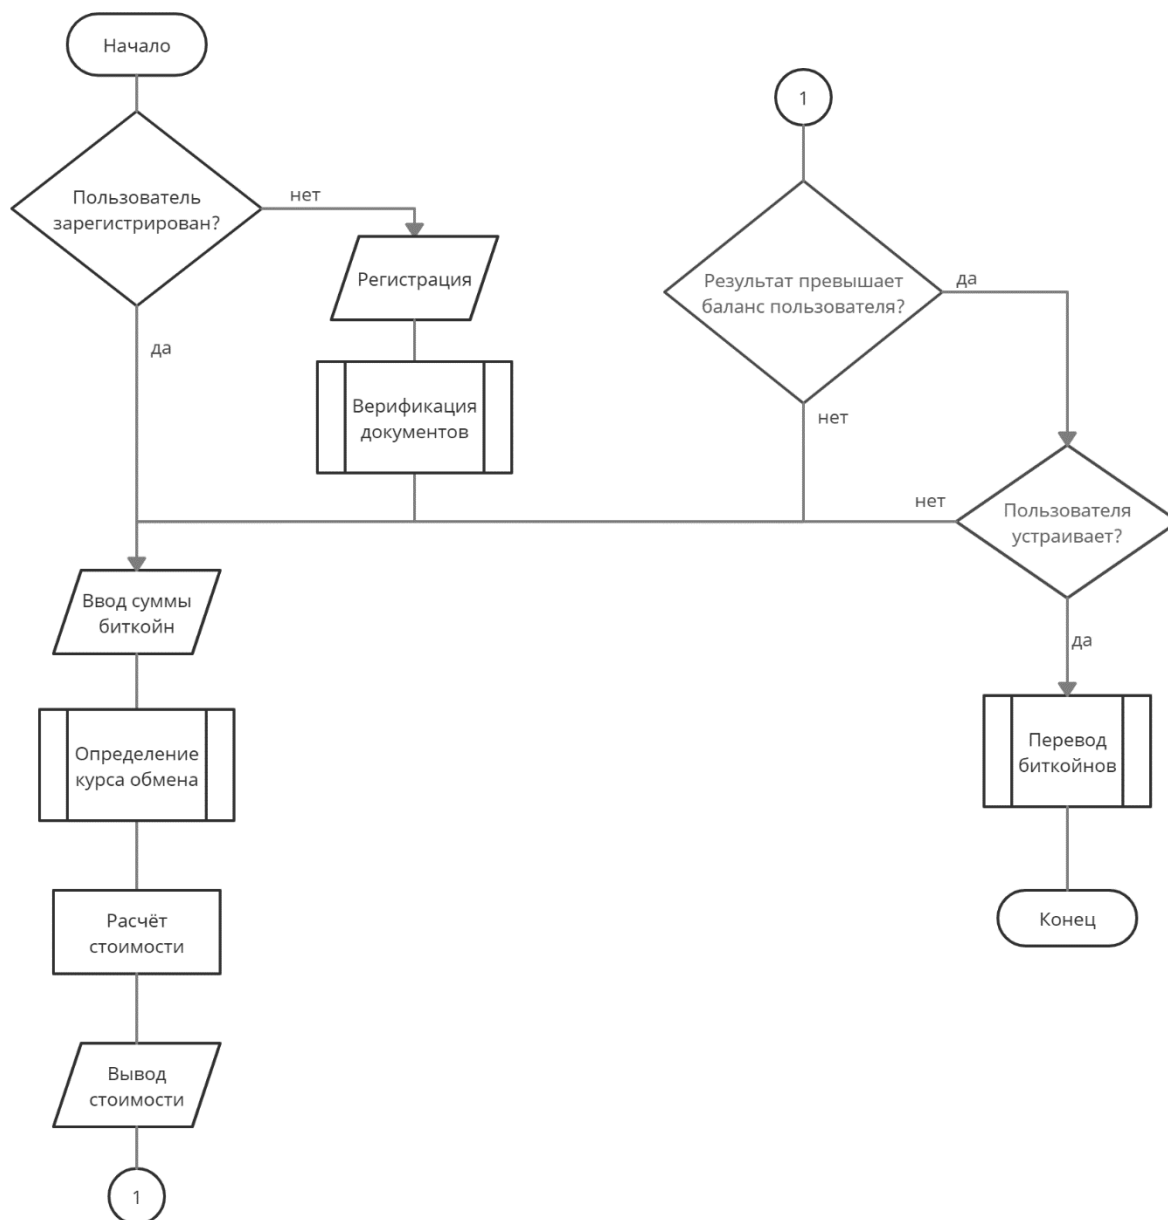 Начало
Пользователь
зарегистрирован?
нет
да
Регистрация
Верификация
документов
Ввод суммы
биткойн
Определение
курса обмена
Расчёт
стоимости
Вывод
стоимости
1
1
Результат превышает
баланс пользователя?
да
нет
нет
Пользователя
устраивает?
да
Перевод
биткойнов
Конец